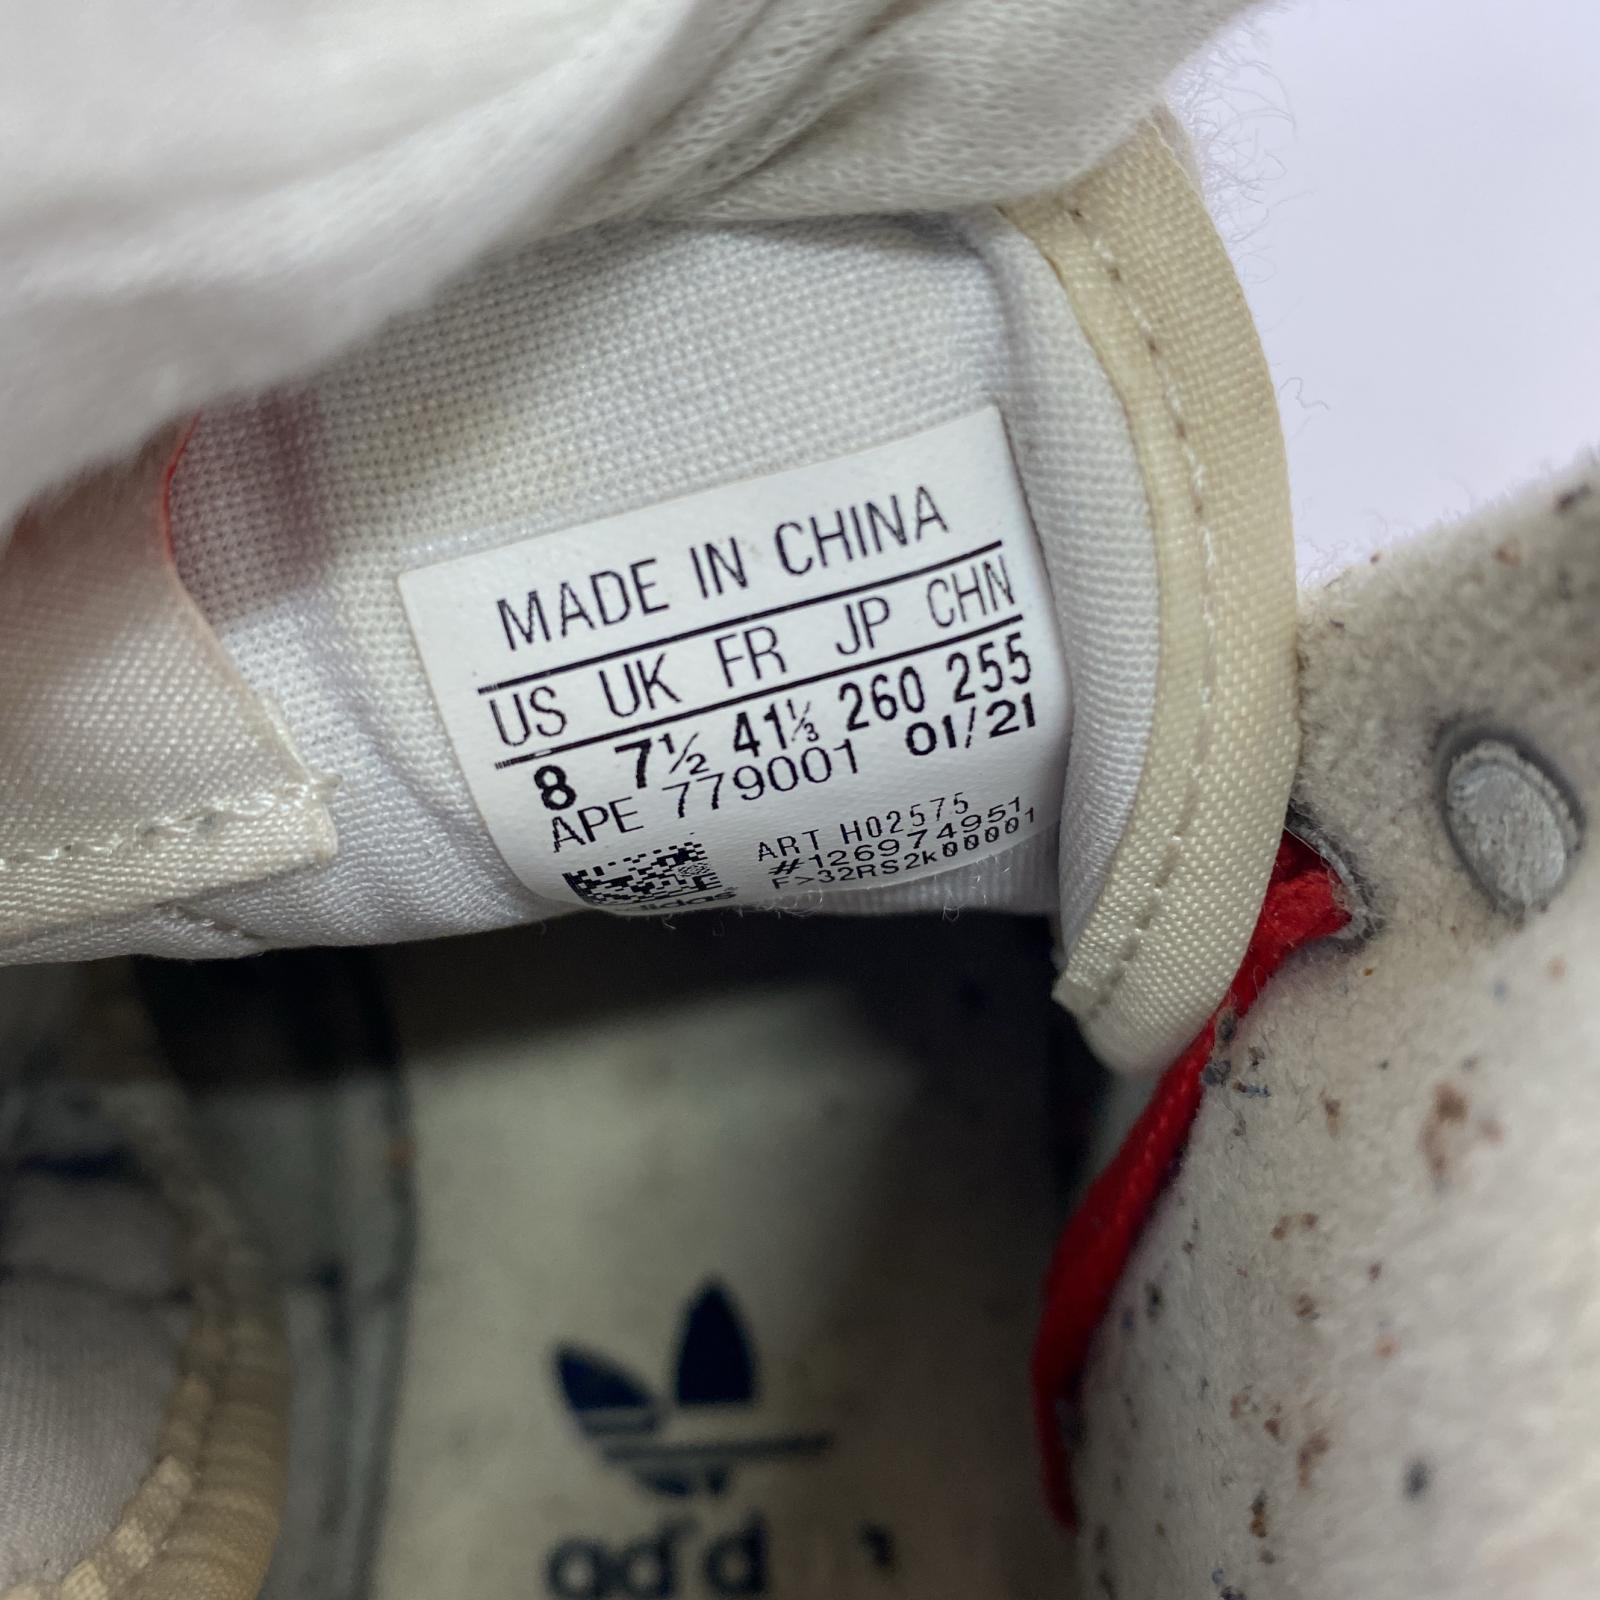 MADE IN CHINA
US UK FR JP CHN
8 7½ 41⅓ 260 255
APE 779001 01/21
ART H02575
#126974951
F>32RS2K00001
adidas